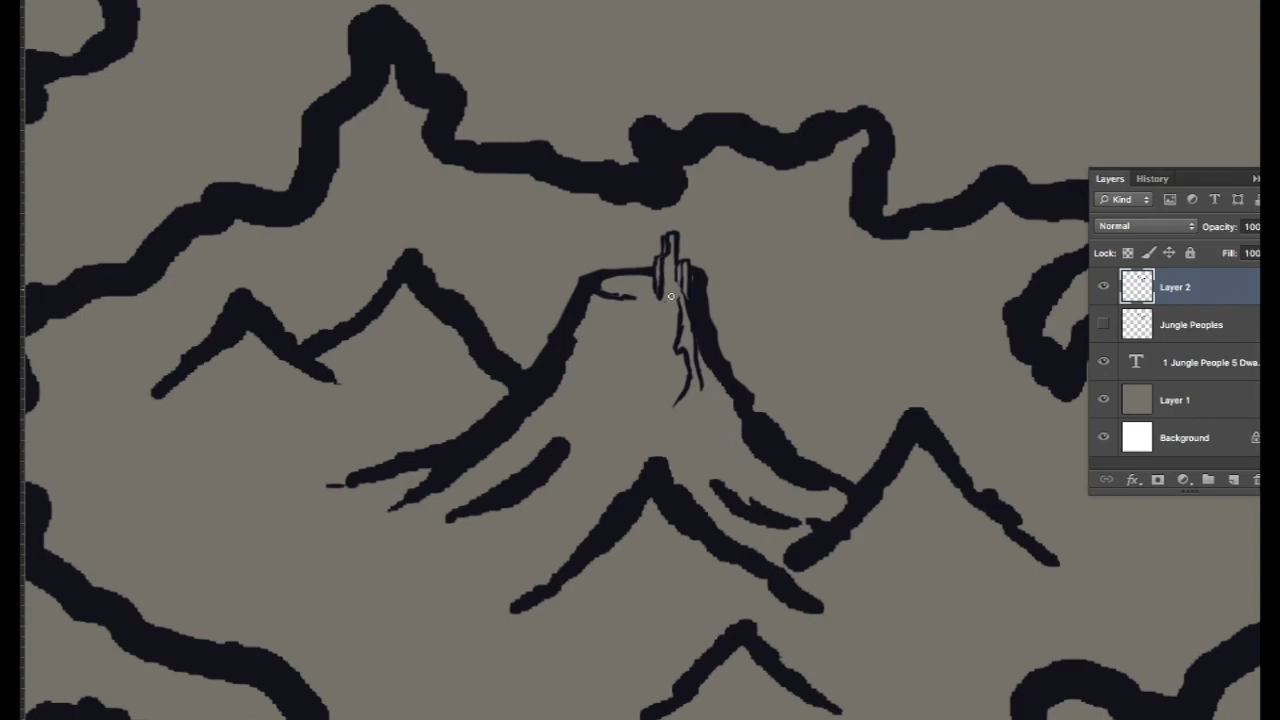 Layers History
Kind T
Normal Opacity: 100
Lock: Fill: 100
Layer 2
Jungle Peoples
T 1 Jungle People 5 Dwa...
Layer 1
Background
fx.